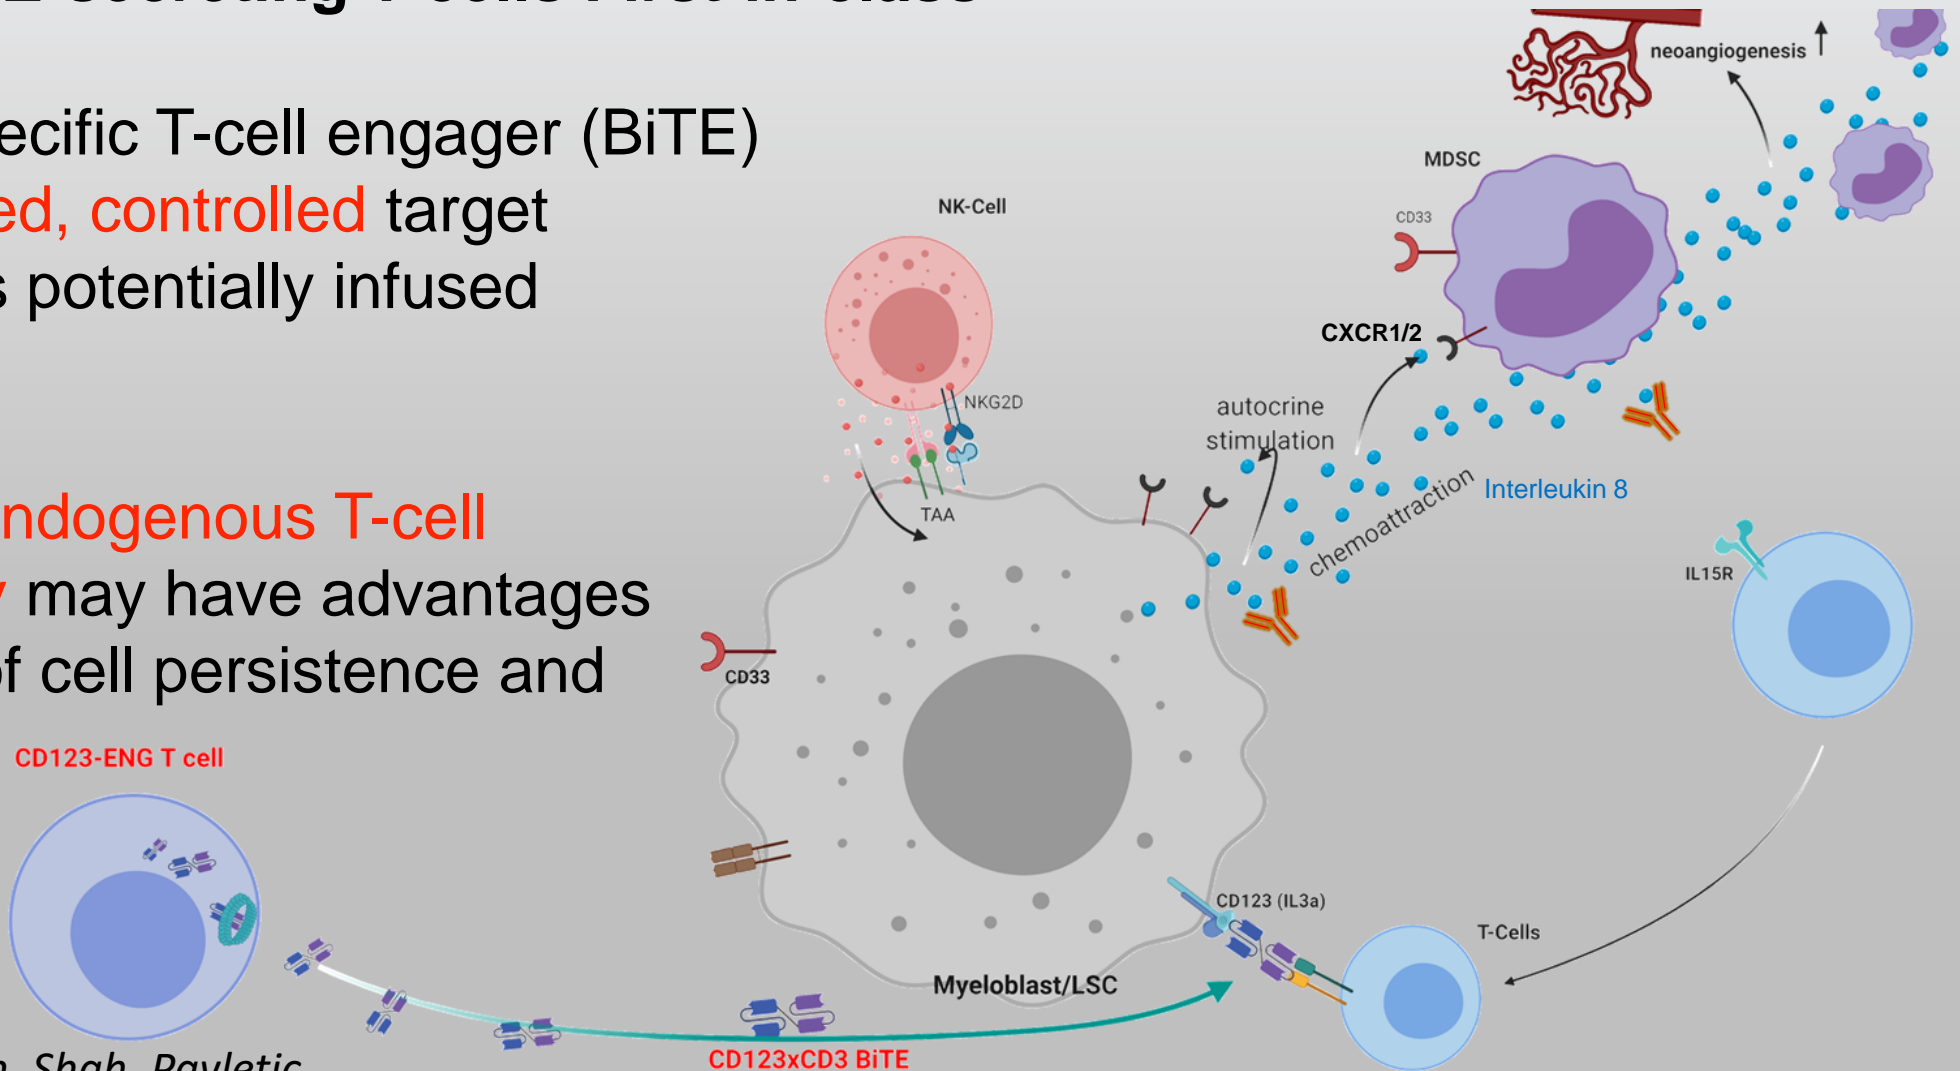 ecific T-cell engager (BiTE)
ed, controlled target
s potentially infused
ndogenous T-cell
y may have advantages
of cell persistence and
neoangiogenesis
MDSC
CD33
NK-Cell
CXCR1/2
NKG2D
autocrine
stimulation
TAA
chemoattraction
Interleukin 8
IL15R
CD33
CD123-ENG T cell
CD123 (IL3a)
T-Cells
Myeloblast/LSC
CD123xCD3 BiTE
Shah, Pavletic